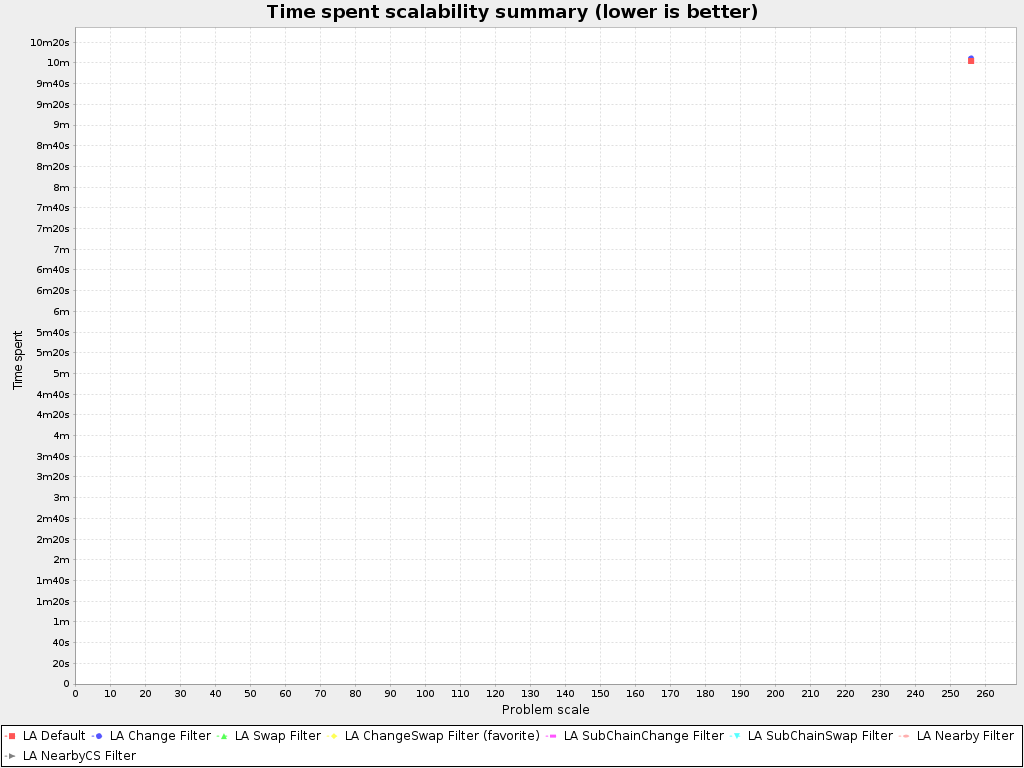 Time spent scalability summary (lower is better)
10m20s
10m
9m40s
9m20s
9m
8m40s
8m20s
8m
7m40s
7m20s
7m
6m40s
6m20s
6m
5m40s
5m20s
5m
4m40s
4m20s
4m
3m40s
3m20s
3m
2m40s
2m20s
2m
1m40s
1m20s
1m
40s
20s
0
Time spent
0 10 20 30 40 50 60 70 80 90 100 110 120 130 140 150 160 170 180 190 200 210 220 230 240 250 260
Problem scale
LA Default LA Change Filter LA Swap Filter LA ChangeSwap Filter (favorite) LA SubChainChange Filter LA SubChainSwap Filter LA Nearby Filter
LA NearbyCS Filter